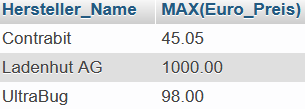 Hersteller_Name MAX(Euro_Preis)
Contrabit 45.05
Ladenhut AG 1000.00
UltraBug 98.00